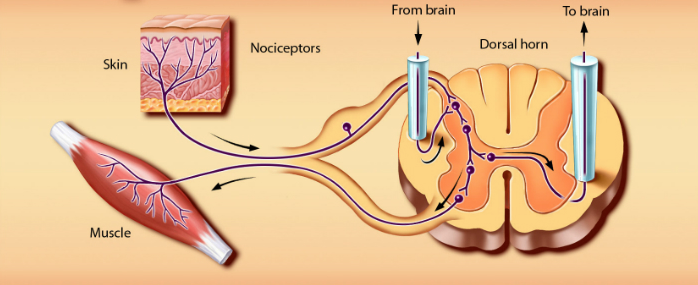 From brain
To brain
Nociceptors
Dorsal horn
Skin
Muscle